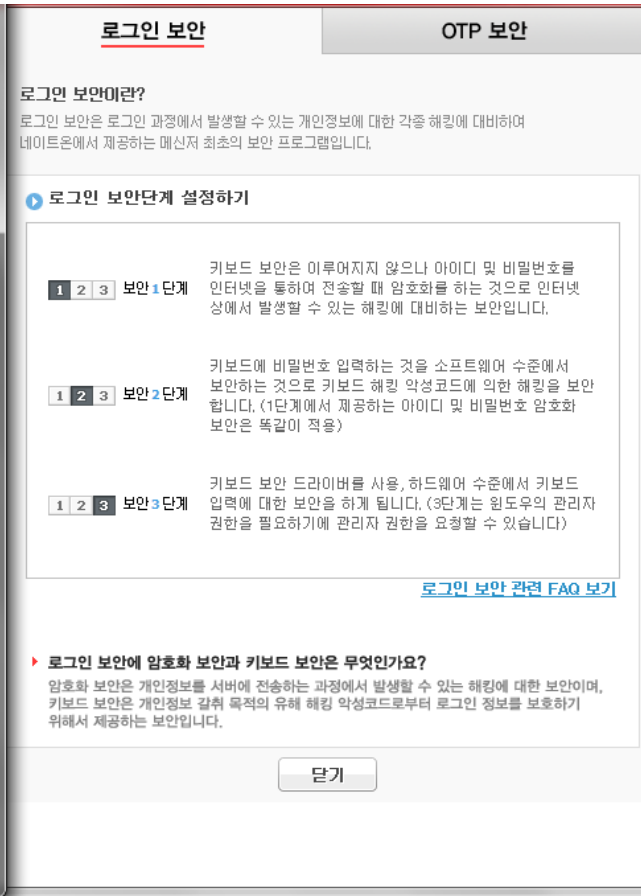 로그인 보안
OTP 보안
로그인 보안이란?
로그인 보안은 로그인 과정에서 발생할 수 있는 개인정보에 대한 각종 해킹에 대비하여
네이트온에서 제공하는 메신저 최초의 보안 프로그램입니다.
로그인 보안단계 설정하기
1 2 3 보안1단계
키보드 보안은 이루어지지 않으나 아이디 및 비밀번호를
인터넷을 통하여 전송할 때 암호화를 하는 것으로 인터넷
상에서 발생할 수 있는 해킹에 대비하는 보안입니다.
1 2 3 보안2단계
키보드에 비밀번호 입력하는 것을 소프트웨어 수준에서
보안하는 것으로 키보드 해킹 악성코드에 의한 해킹을 보안
합니다. (1단계에서 제공하는 아이디 및 비밀번호 암호화
보안은 똑같이 적용)
1 2 3 보안3단계
키보드 보안 드라이버를 사용, 하드웨어 수준에서 키보드
입력에 대한 보안을 하게 됩니다. (3단계는 윈도우의 관리자
권한을 필요하기에 관리자 권한을 요청할 수 있습니다)
로그인 보안 관련 FAQ 보기
로그인 보안에 암호화 보안과 키보드 보안은 무엇인가요?
암호화 보안은 개인정보를 서버에 전송하는 과정에서 발생할 수 있는 해킹에 대한 보안이며,
키보드 보안은 개인정보 갈취 목적의 유해 해킹 악성코드로부터 로그인 정보를 보호하기
위해서 제공하는 보안입니다.
닫기